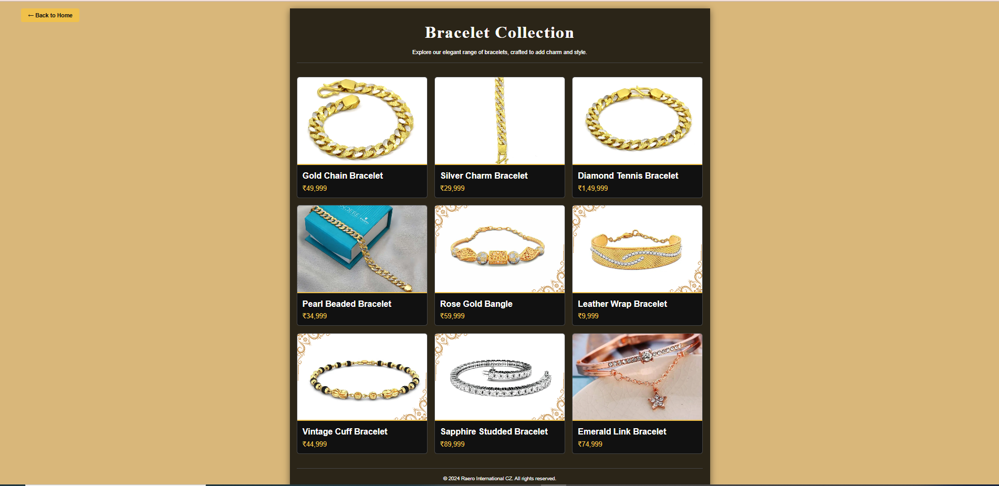 ← Back to Home
Bracelet Collection
Explore our elegant range of bracelets, crafted to add charm and style.
Gold Chain Bracelet
₹49,999
Silver Charm Bracelet
₹29,999
Diamond Tennis Bracelet
₹1,49,999
Pearl Beaded Bracelet
₹34,999
Rose Gold Bangle
₹59,999
Leather Wrap Bracelet
₹9,999
Vintage Cuff Bracelet
₹44,999
Sapphire Studded Bracelet
₹89,999
Emerald Link Bracelet
₹74,999
© 2024 Raero International CZ. All rights reserved.